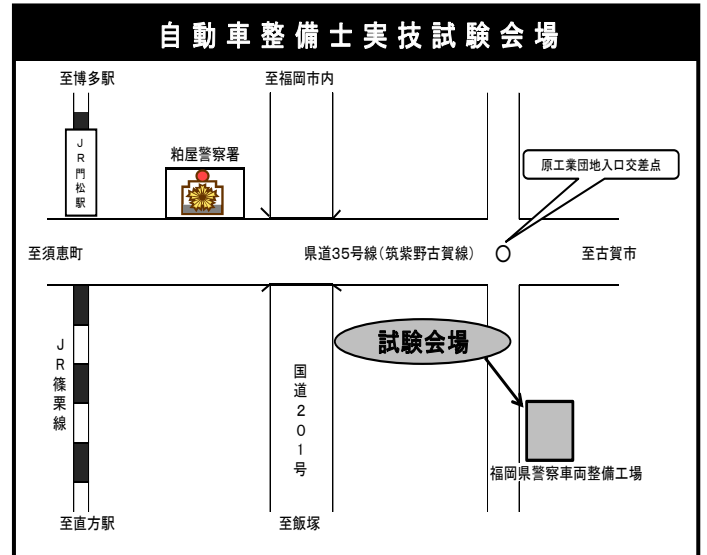 自動車整備士実技試験会場
至博多駅
至福岡市内
JR門松駅
粕屋警察署
原工業団地入口交差点
至須恵町
県道35号線(筑紫野古賀線)
至古賀市
試験会場
JR篠栗線
国道201号
福岡県警察車両整備工場
至直方駅
至飯塚